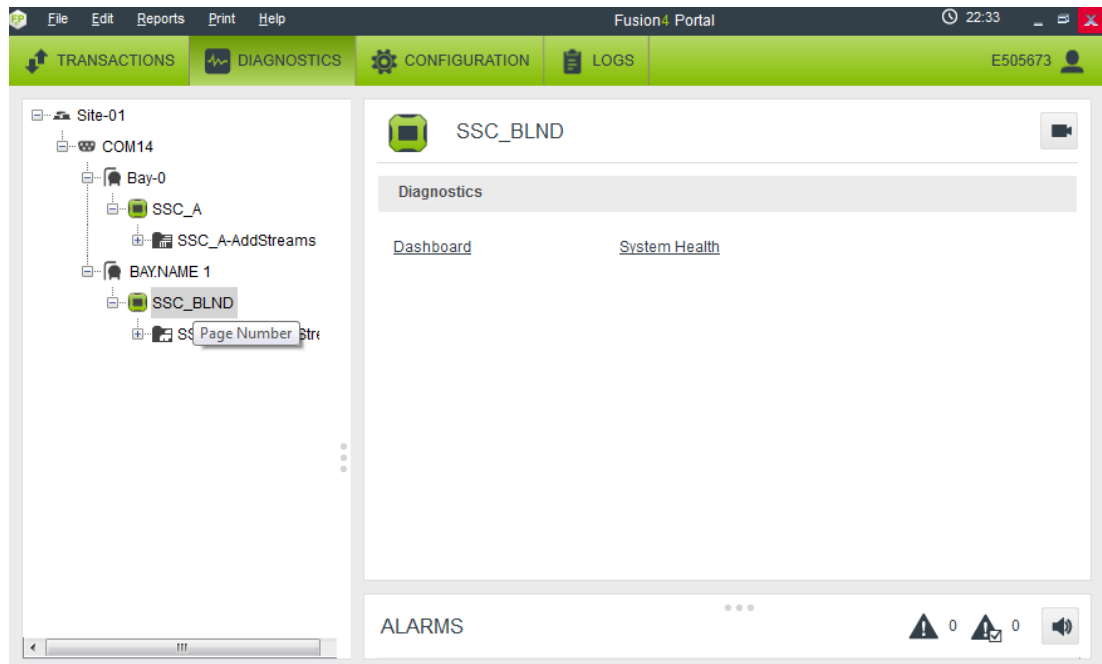 EP File Edit Reports Print Help Fusion4 Portal 22:33
TRANSACTIONS DIAGNOSTICS CONFIGURATION LOGS E505673
Site-01
SSC_BLND
COM14
Bay-0
Diagnostics
SSC_A
SSC_A-AddStreams
Dashboard System Health
BAY.NAME 1
SSC_BLND
Page Number
ALARMS 0 0